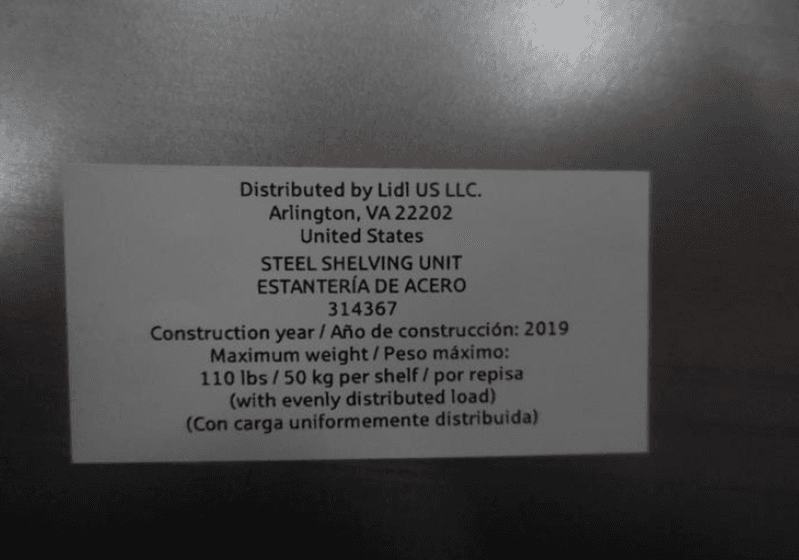 Distributed by Lidl US LLC.
Arlington, VA 22202
United States
STEEL SHELVING UNIT
ESTANTERÍA DE ACERO
314367
Construction year / Año de construcción: 2019
Maximum weight / Peso máximo:
110 lbs / 50 kg per shelf / por repisa
(with evenly distributed load)
(Con carga uniformemente distribuida)